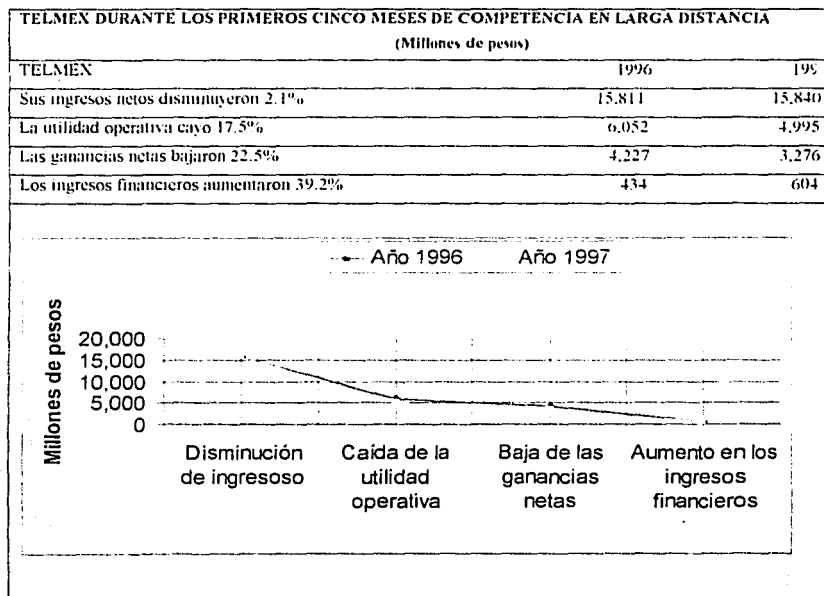 TELMEX DURANTE LOS PRIMEROS CINCO MESES DE COMPETENCIA EN LARGA DISTANCIA
(Millones de pesos)
TELMEX 1996 199
Sus ingresos netos disminuyeron 2.1% 15,811 15,840
La utilidad operativa cayo 17.5% 6,052 4,995
Las ganancias netas bajaron 22.5% 4,227 3,276
Los ingresos financieros aumentaron 39.2% 434 604
Año 1996 Año 1997
Millones de pesos
20,000
15,000
10,000
5,000
0
Disminución Caída de la Baja de las Aumento en los
de ingresoso utilidad ganancias ingresos
operativa netas financieros